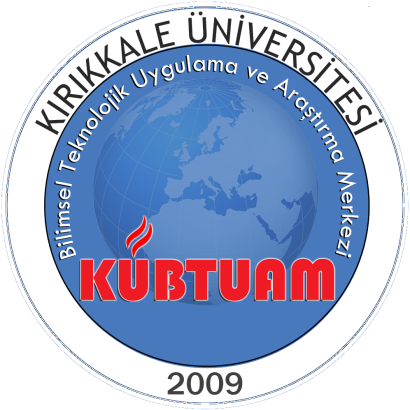 KIRIKKALE ÜNİVERSİTESİ
Bilimsel Teknolojik Uygulama ve Araştırma Merkezi
KÜBTUAM
2009